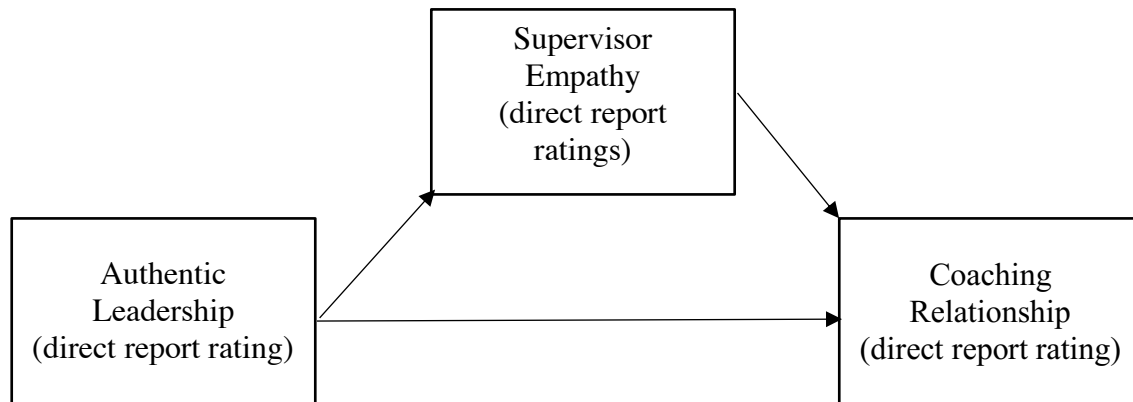 Supervisor
Empathy
(direct report
ratings)
Authentic
Leadership
(direct report rating)
Coaching
Relationship
(direct report rating)